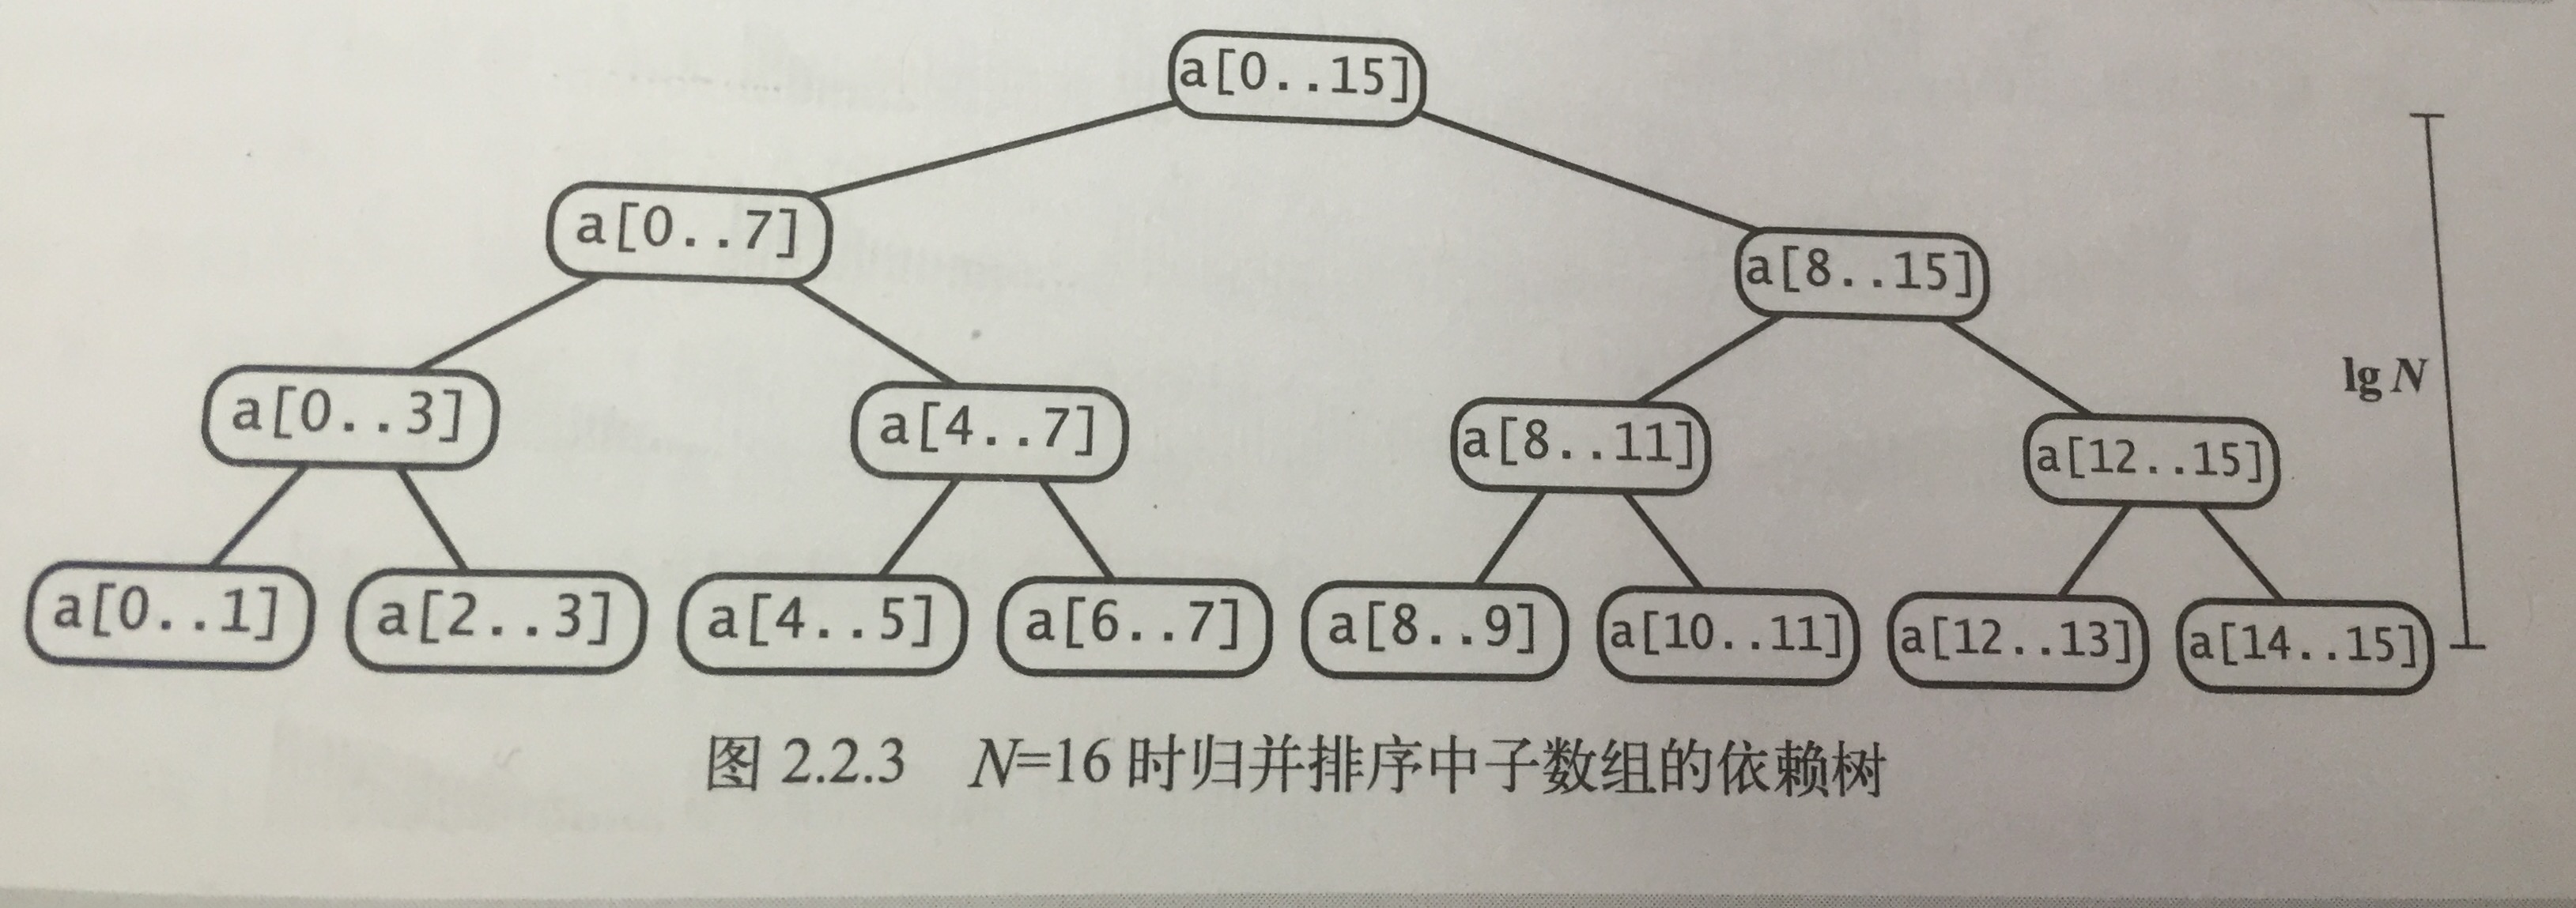 a[0..15]
a[0..7]
a[8..15]
a[0..3]
a[4..7]
a[8..11]
a[12..15]
lg N
a[0..1]
a[2..3]
a[4..5]
a[6..7]
a[8..9]
a[10..11]
a[12..13]
a[14..15]
图 2.2.3 N=16 时归并排序中子数组的依赖树